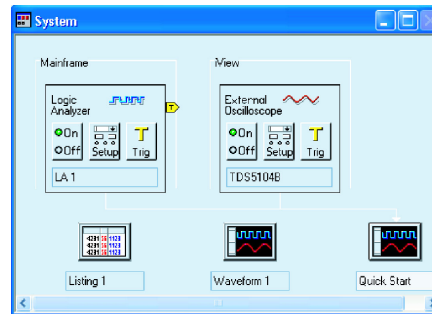 System
Mainframe
iView
Logic
Analyzer
T
External
Oscilloscope
On
Off
Setup
T
Trig
On
Off
Setup
T
Trig
LA 1
TDS5104B
Listing 1
Waveform 1
Quick Start